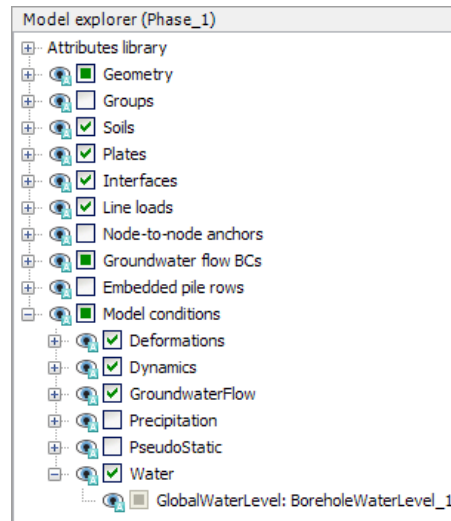 Model explorer (Phase_1)
Attributes library
Geometry
Groups
Soils
Plates
Interfaces
Line loads
Node-to-node anchors
Groundwater flow BCs
Embedded pile rows
Model conditions
Deformations
Dynamics
GroundwaterFlow
Precipitation
PseudoStatic
Water
GlobalWaterLevel: BoreholeWaterLevel_1